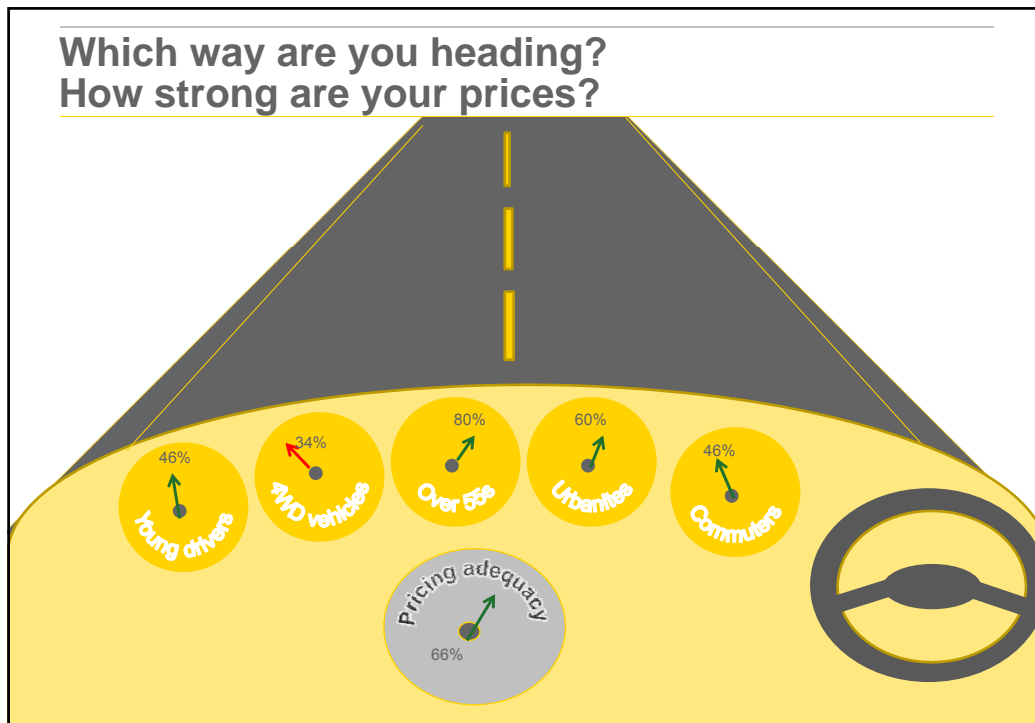 Which way are you heading?
How strong are your prices?
46%
Young drivers
34%
4WD vehicles
80%
Over 55s
60%
Urbanites
46%
Commuters
Pricing adequacy
66%